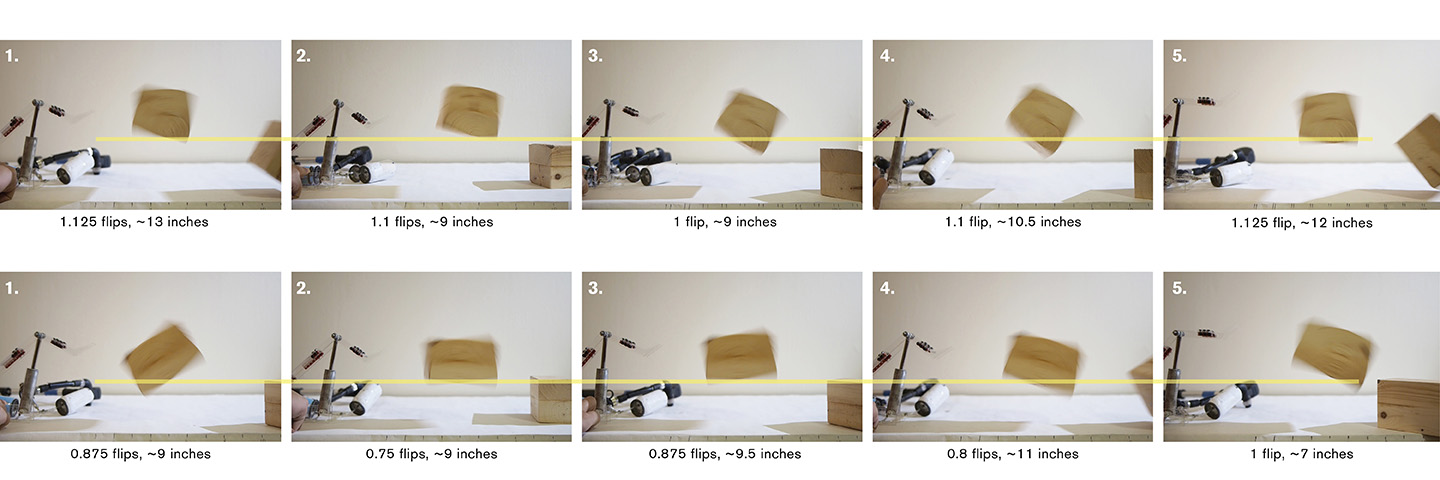 1.
2.
3.
4.
5.
1.125 flips, ~13 inches
1.1 flips, ~9 inches
1 flip, ~9 inches
1.1 flip, ~10.5 inches
1.125 flip, ~12 inches
1.
2.
3.
4.
5.
0.875 flips, ~9 inches
0.75 flips, ~9 inches
0.875 flips, ~9.5 inches
0.8 flips, ~11 inches
1 flip, ~7 inches